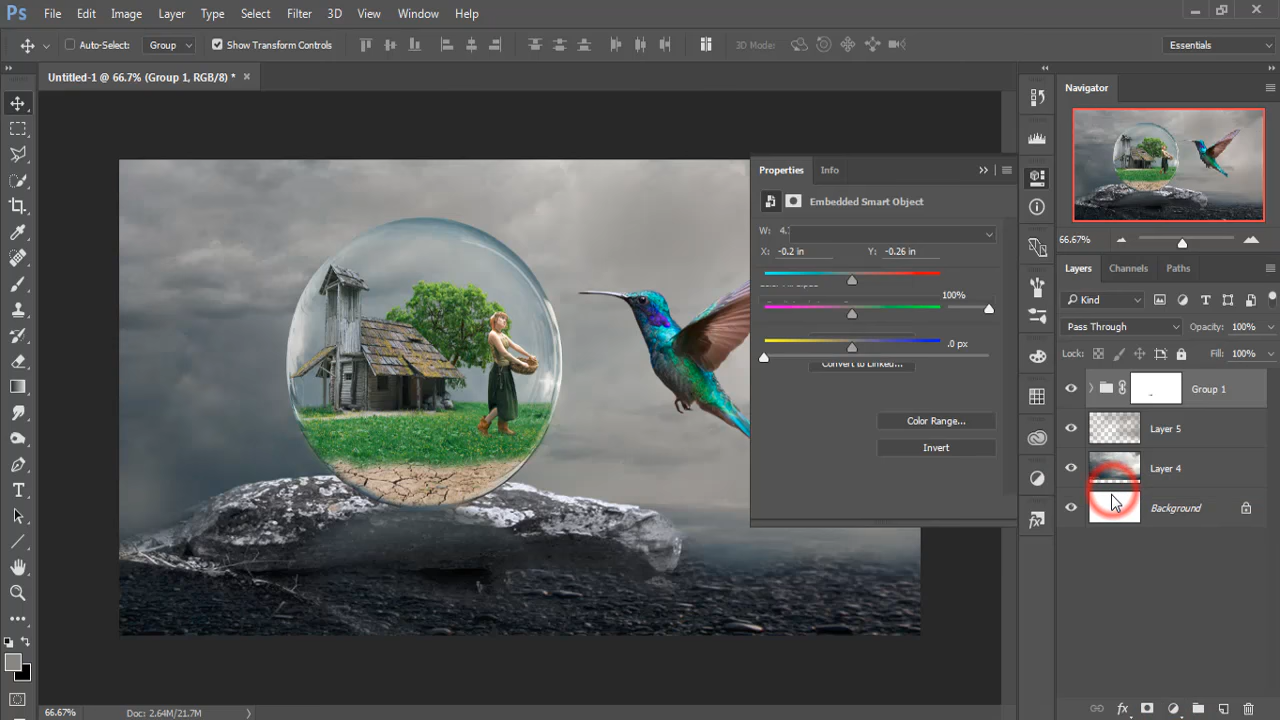 Ps File Edit Image Layer Type Select Filter 3D View Window Help
Auto-Select: Group Show Transform Controls 3D Mode: Essentials
Untitled-1 @ 66.7% (Group 1, RGB/8) * ×
Navigator
Properties Info
Embedded Smart Object
W: 4.
X: -0.2 in Y: -0.26 in
100%
.0 px
Convert to Linked...
Color Range...
Invert
66.67%
Layers Channels Paths
Kind
Pass Through Opacity: 100%
Lock: Fill: 100%
Group 1
Layer 5
Layer 4
Background
66.67% Doc: 2.64M/21.7M